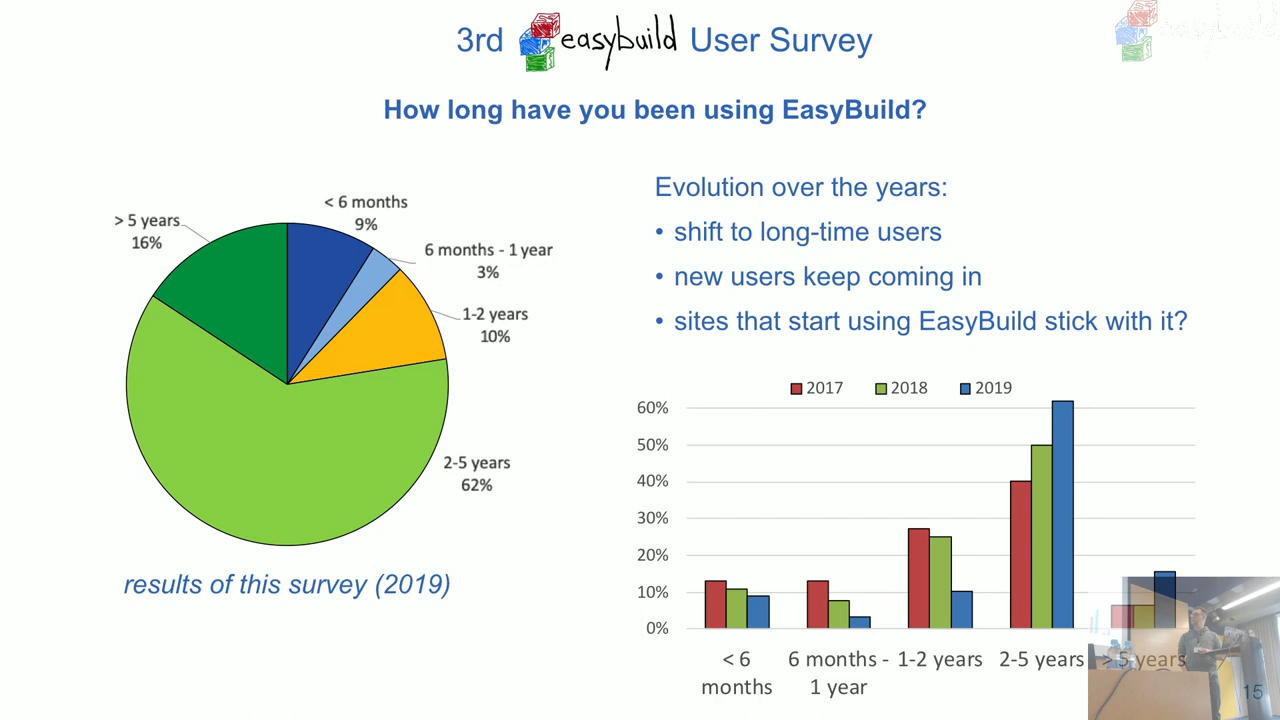 3rd easybuild User Survey
easybuild
How long have you been using EasyBuild?
> 5 years
16%
< 6 months
9%
6 months - 1 year
3%
1-2 years
10%
2-5 years
62%
results of this survey (2019)
Evolution over the years:
• shift to long-time users
• new users keep coming in
• sites that start using EasyBuild stick with it?
2017 2018 2019
60%
50%
40%
30%
20%
10%
0%
< 6 months
6 months - 1 year
1-2 years
2-5 years
> 5 years
15